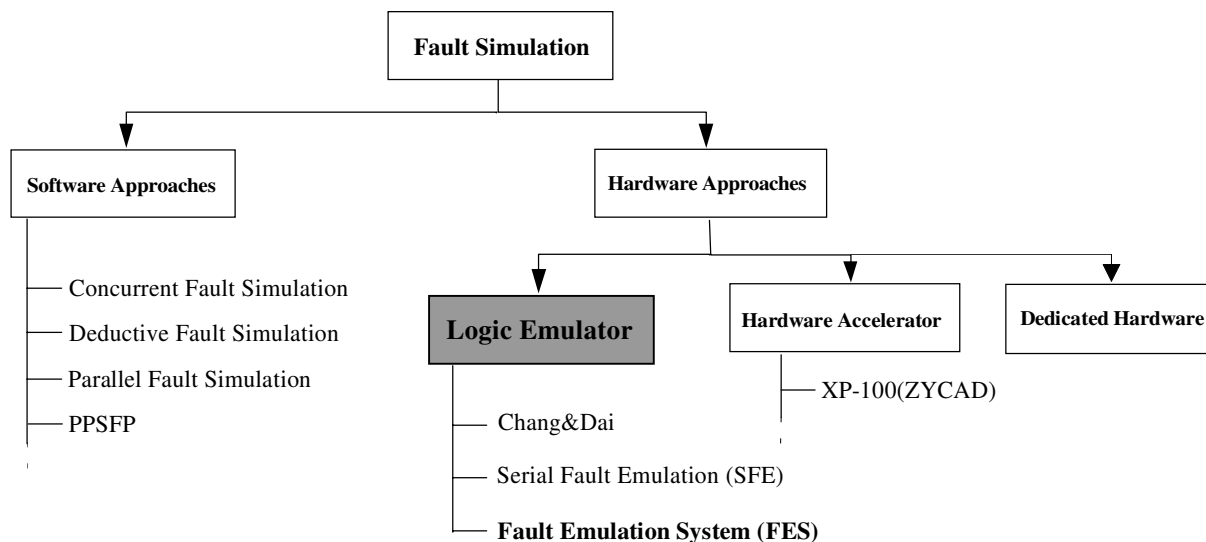 Fault Simulation
Software Approaches
Hardware Approaches
Concurrent Fault Simulation
Deductive Fault Simulation
Parallel Fault Simulation
PPSFP
Logic Emulator
Hardware Accelerator
Dedicated Hardware
Chang&Dai
Serial Fault Emulation (SFE)
Fault Emulation System (FES)
XP-100(ZYCAD)